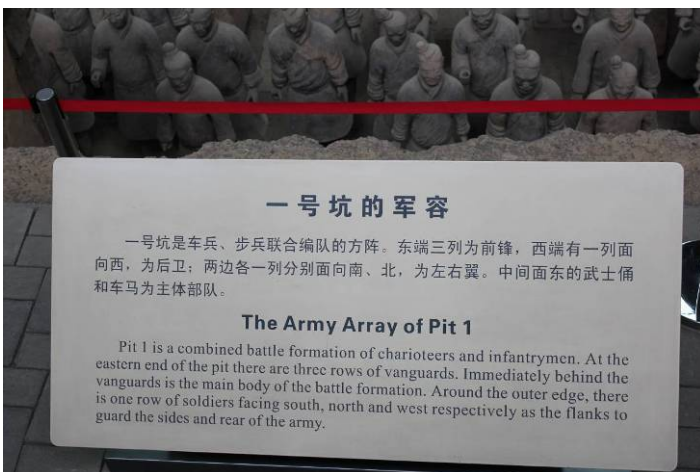 一号坑的军容
一号坑是车兵、步兵联合编队的方阵。东端三列为前锋，西端有一列面
向西，为后卫；两边各一列分别面向南、北，为左右翼。中间面东的武士俑
和车马为主体部队。
The Army Array of Pit 1
Pit 1 is a combined battle formation of charioteers and infantrymen. At the
eastern end of the pit there are three rows of vanguards. Immediately behind the
vanguards is the main body of the battle formation. Around the outer edge, there
is one row of soldiers facing south, north and west respectively as the flanks to
guard the sides and rear of the army.